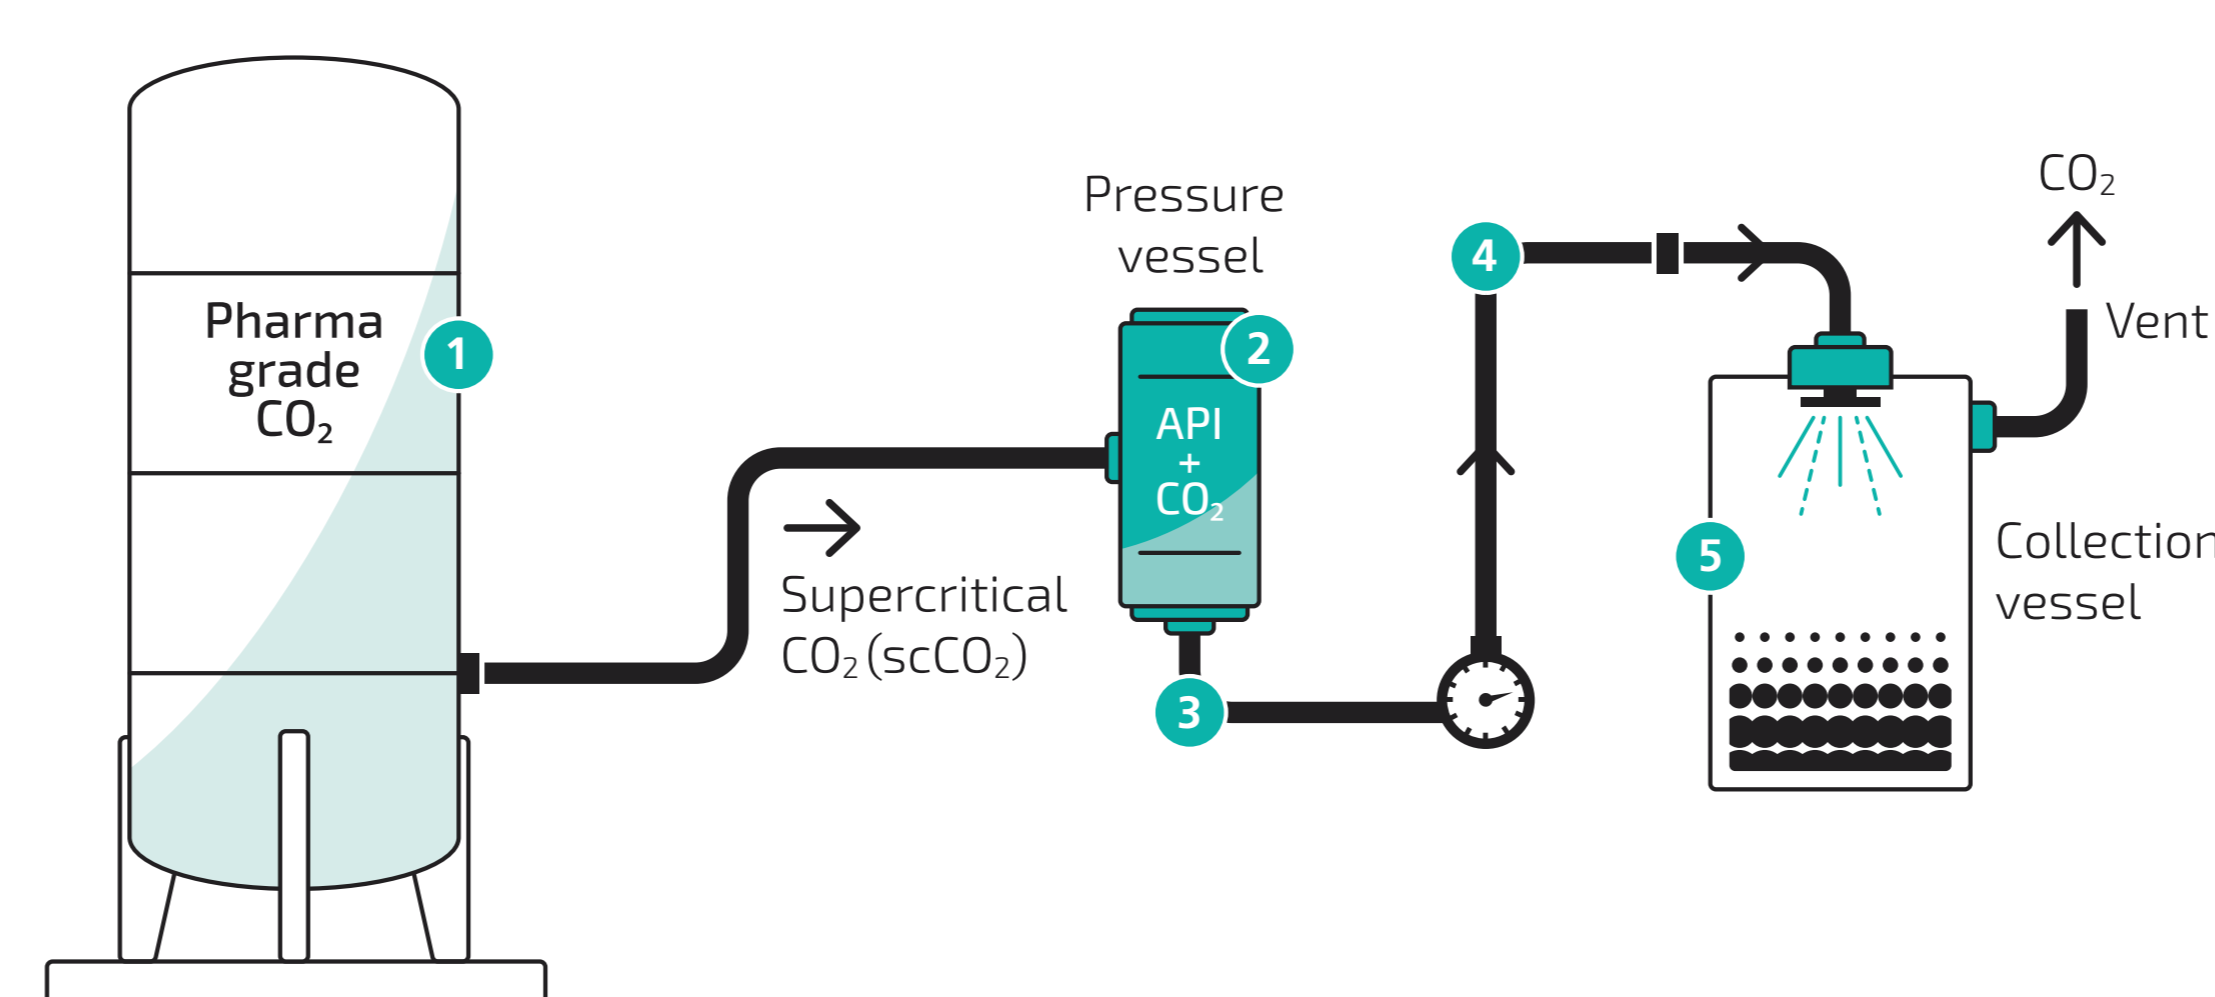 Pharma
grade
CO₂
1
Supercritical
CO₂ (scCO₂)
Pressure
vessel
2
API
+
CO₂
3
4
5
CO₂
Vent
Collection
vessel